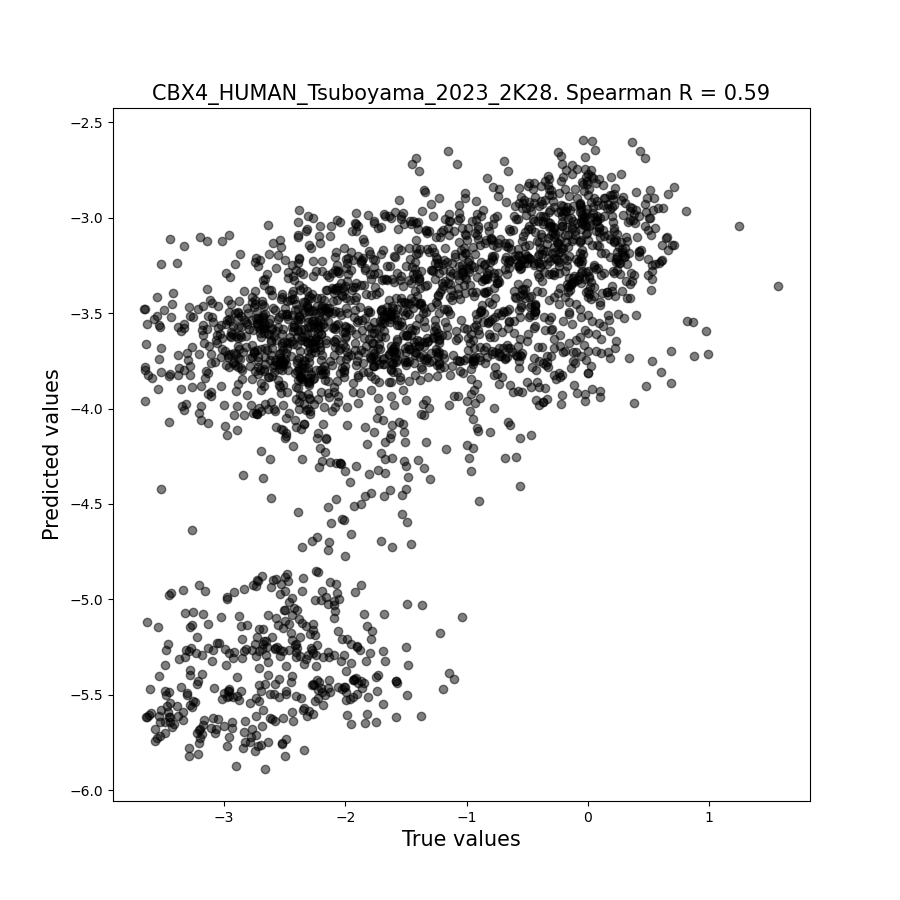 CBX4_HUMAN_Tsuboyama_2023_2K28. Spearman R = 0.59
−2.5
−3.0
−3.5
−4.0
−4.5
−5.0
−5.5
−6.0
Predicted values
−3 −2 −1 0 1
True values